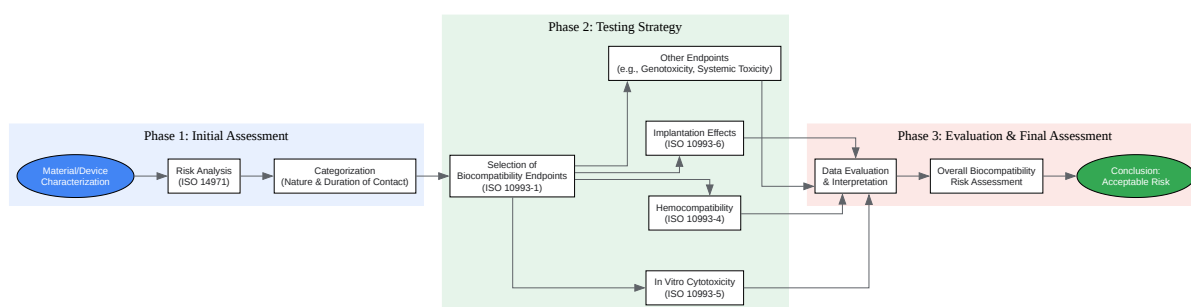 Phase 1: Initial Assessment
Material/Device
Characterization
Risk Analysis
(ISO 14971)
Categorization
(Nature & Duration of Contact)
Phase 2: Testing Strategy
Selection of
Biocompatibility Endpoints
(ISO 10993-1)
Other Endpoints
(e.g., Genotoxicity, Systemic Toxicity)
Implantation Effects
(ISO 10993-6)
Hemocompatibility
(ISO 10993-4)
In Vitro Cytotoxicity
(ISO 10993-5)
Phase 3: Evaluation & Final Assessment
Data Evaluation
& Interpretation
Overall Biocompatibility
Risk Assessment
Conclusion:
Acceptable Risk